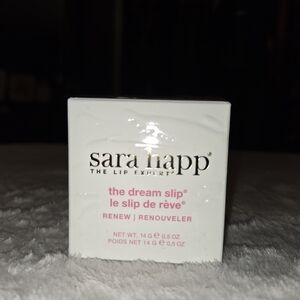 sara happ®
THE LIP EXPERT®
the dream slip®
le slip de rêve®
RENEW | RENOUVELER
NET WT. 14 G ℮ 0.5 OZ
POIDS NET 14 G ℮ 0,5 OZ